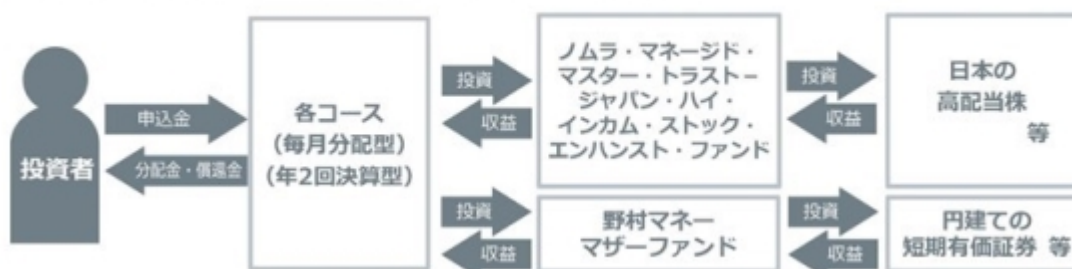 投資者
申込金
分配金・償還金
各コース
(毎月分配型)
(年2回決算型)
投資
収益
ノムラ・マネージド・
マスター・トラスト−
ジャパン・ハイ・
インカム・ストック・
エンハンスト・ファンド
投資
収益
日本の
高配当株
等
投資
収益
野村マネー
マザーファンド
投資
収益
円建ての
短期有価証券 等